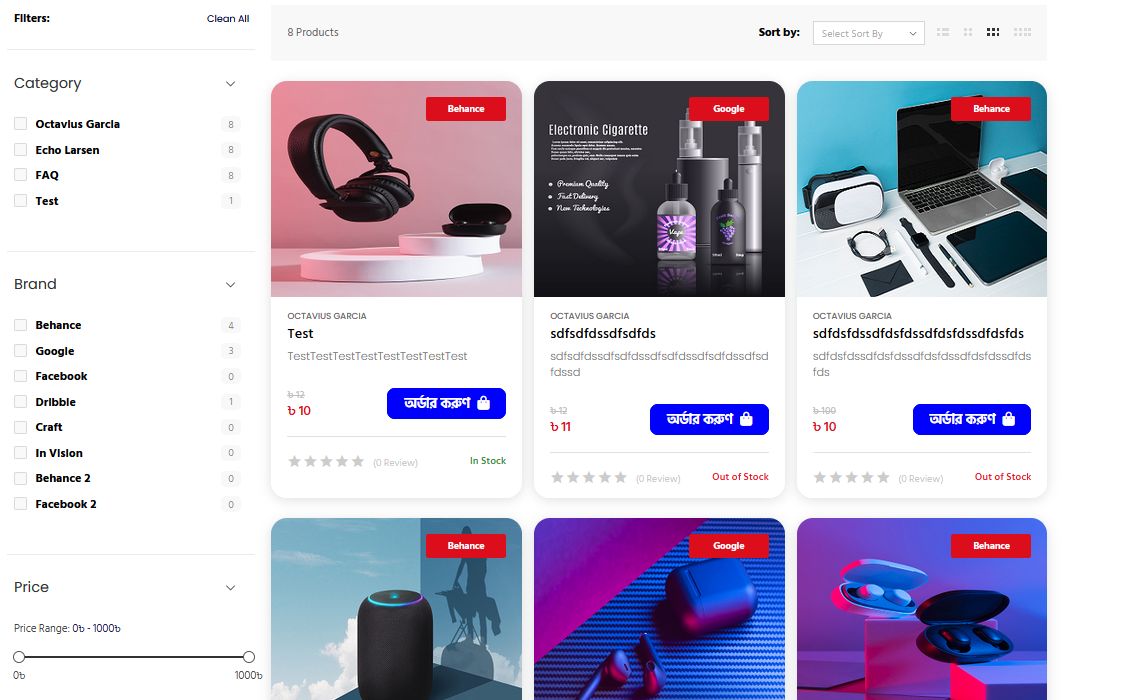 Filters:
Clean All
8 Products
Sort by:
Select Sort By
Category
Octavius Garcia 8
Echo Larsen 8
FAQ 8
Test 1
Brand
Behance 4
Google 3
Facebook 0
Dribble 1
Craft 0
In Vision 0
Behance 2 0
Facebook 2 0
Price
Price Range: 0৳ - 1000৳
0৳ 1000৳
Behance
OCTAVIUS GARCIA
Test
TestTestTestTestTestTestTestTest
৳ 12
৳ 10
অর্ডার করুণ
(0 Review)
In Stock
Google
Electronic Cigarette
Premium Quality
Fast Delivery
New Technologies
Vape
OCTAVIUS GARCIA
sdfsdfdssdfsdfds
sdfsdfdssdfsdfdssdfsdfdssdfsdfdssdfsd
fdssd
৳ 12
৳ 11
অর্ডার করুণ
(0 Review)
Out of Stock
Behance
OCTAVIUS GARCIA
sdfdsfdssdfdsfdssdfdsfdssdfdsfds
sdfdsfdssdfdsfdssdfdsfdssdfdsfdssdfds
fds
৳ 100
৳ 10
অর্ডার করুণ
(0 Review)
Out of Stock
Behance
Google
Behance